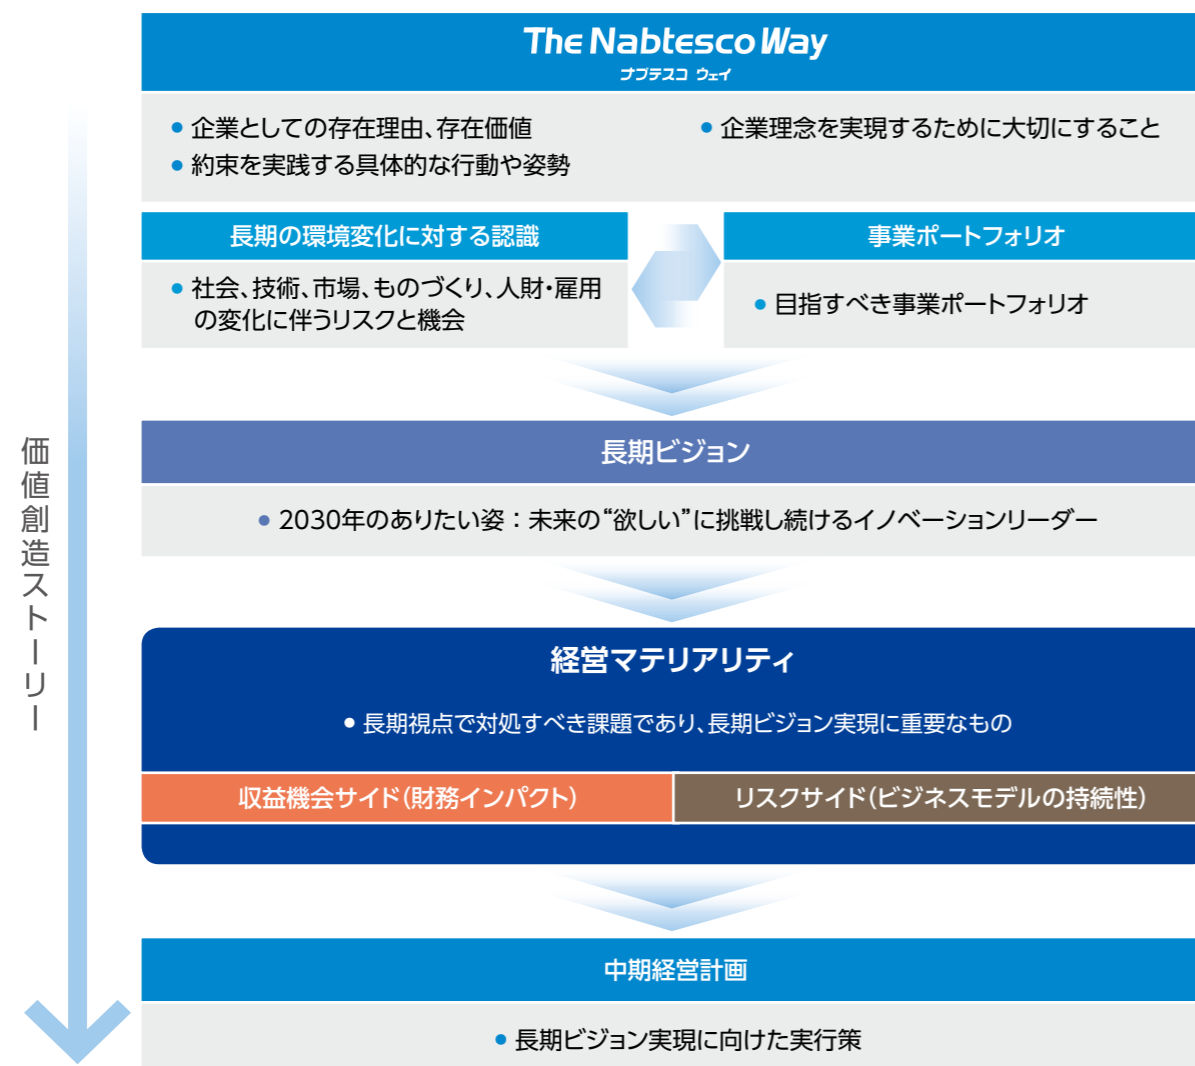 The Nabtesco Way
ナブテスコ ウェイ
• 企業としての存在理由、存在価値
• 約束を実践する具体的な行動や姿勢
• 企業理念を実現するために大切にすること
長期の環境変化に対する認識
• 社会、技術、市場、ものづくり、人財・雇用
の変化に伴うリスクと機会
事業ポートフォリオ
• 目指すべき事業ポートフォリオ
価値創造ストーリー
長期ビジョン
• 2030年のありたい姿：未来の“欲しい”に挑戦し続けるイノベーションリーダー
経営マテリアリティ
• 長期視点で対処すべき課題であり、長期ビジョン実現に重要なもの
収益機会サイド（財務インパクト）
リスクサイド（ビジネスモデルの持続性）
中期経営計画
• 長期ビジョン実現に向けた実行策